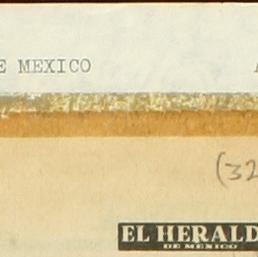 E MEXICO
(32
EL HERALD
DE MEXICO